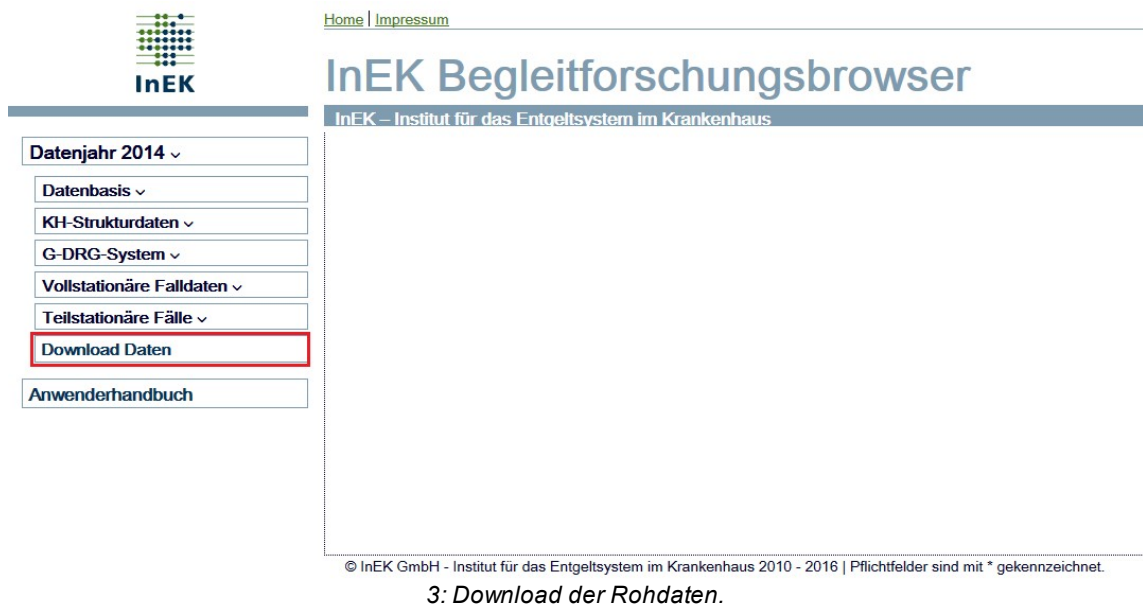 InEK
Home | Impressum
InEK Begleitforschungsbrowser
InEK – Institut für das Entgeltsystem im Krankenhaus
Datenjahr 2014
Datenbasis
KH-Strukturdaten
G-DRG-System
Vollstationäre Falldaten
Teilstationäre Fälle
Download Daten
Anwenderhandbuch
© InEK GmbH - Institut für das Entgeltsystem im Krankenhaus 2010 - 2016 | Pflichtfelder sind mit * gekennzeichnet.
3: Download der Rohdaten.